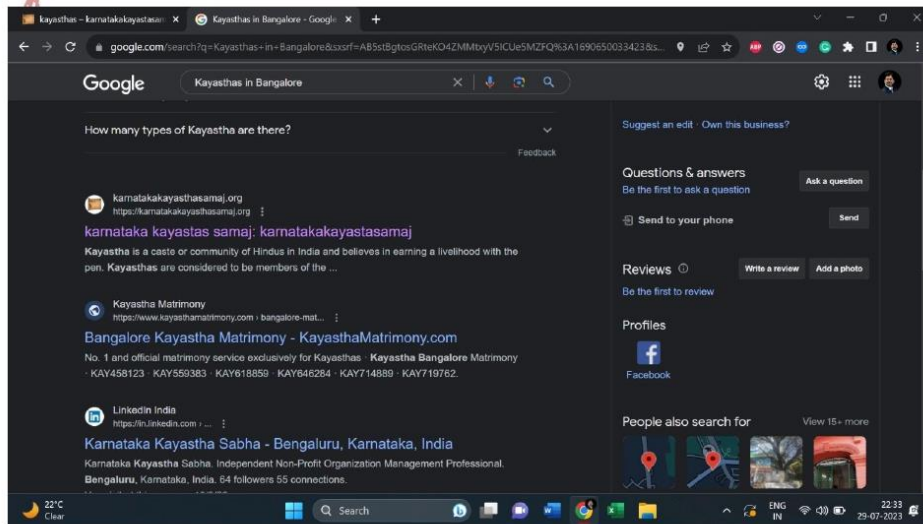 kayasthas – karnatakakayastasam
Kayasthas in Bangalore - Google
google.com/search?q=Kayasthas+in+Bangalore&sxsrf=
Google
Kayasthas in Bangalore
How many types of Kayastha are there?
Feedback
karnatakakayasthasamaj.org
https://karnatakakayasthasamaj.org
karnataka kayastas samaj: karnatakakayastasamaj
Kayastha is a caste or community of Hindus in India and believes in earning a livelihood with the
pen. Kayasthas are considered to be members of the ...
Kayastha Matrimony
https://www.kayasthamatrimony.com › bangalore-mat...
Bangalore Kayastha Matrimony - KayasthaMatrimony.com
No. 1 and official matrimony service exclusively for Kayasthas · Kayastha Bangalore Matrimony
· KAY458123 · KAY559383 · KAY618859 · KAY646284 · KAY714889 · KAY719762.
LinkedIn India
https://in.linkedin.com › ...
Karnataka Kayastha Sabha - Bengaluru, Karnataka, India
Karnataka Kayastha Sabha. Independent Non-Profit Organization Management Professional.
Bengaluru, Karnataka, India. 64 followers 55 connections.
Suggest an edit · Own this business?
Questions & answers
Ask a question
Be the first to ask a question
Send to your phone
Send
Reviews
Write a review
Add a photo
Be the first to review
Profiles
Facebook
People also search for
View 15+ more
22°C
Clear
Search
ENG
IN
22:33
29-07-2023